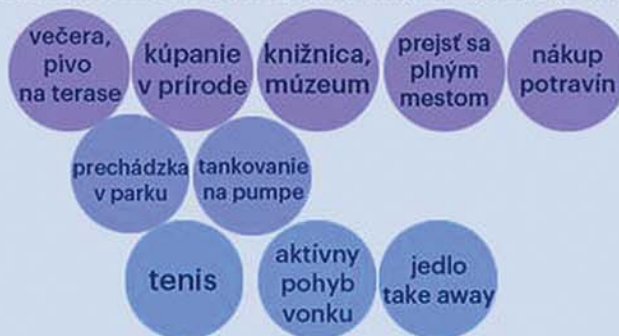 večera,
pivo
na terase
kúpanie
v prírode
knižnica,
múzeum
prejsť sa
plným
mestom
nákup
potravín
prechádzka
v parku
tankovanie
na pumpe
tenis
aktívny
pohyb
vonku
jedlo
take away